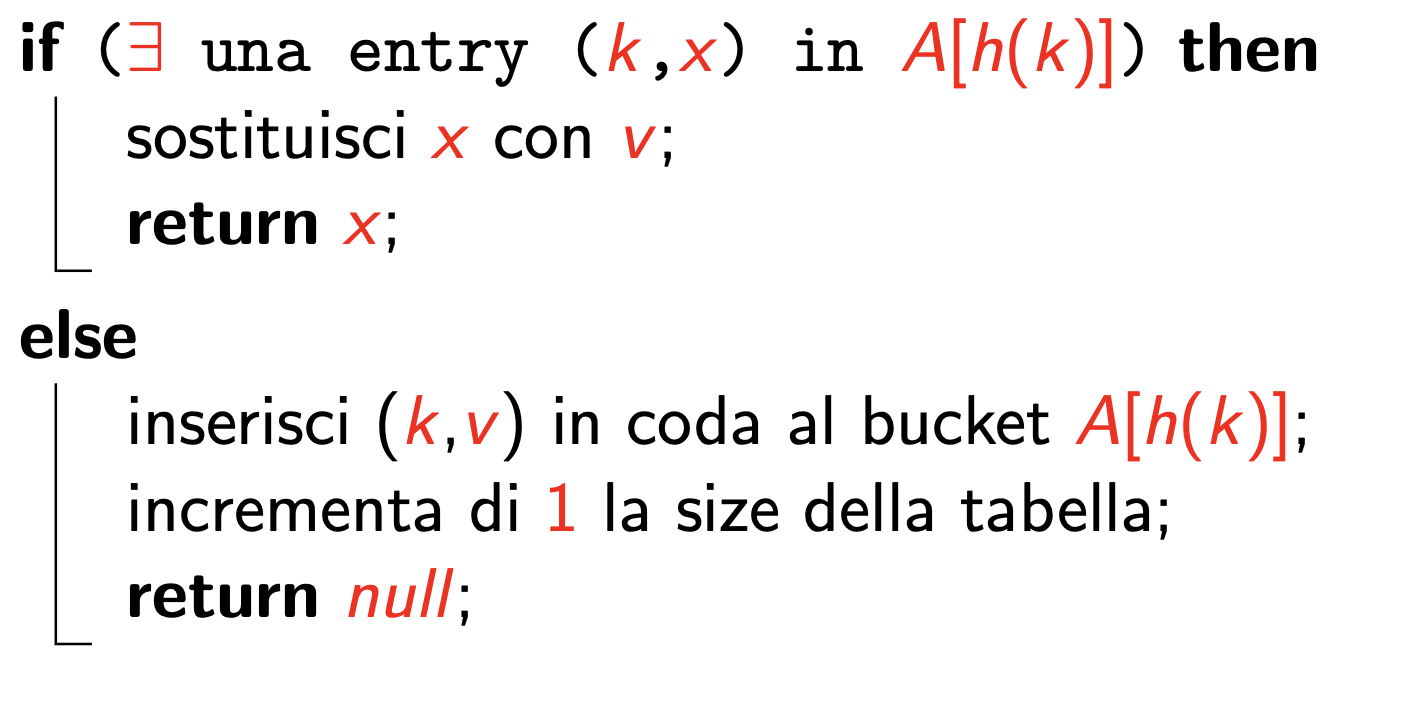 if (∃ una entry (k,x) in A[h(k)]) then
sostituisci x con v;
return x;
else
inserisci (k,v) in coda al bucket A[h(k)];
incrementa di 1 la size della tabella;
return null;